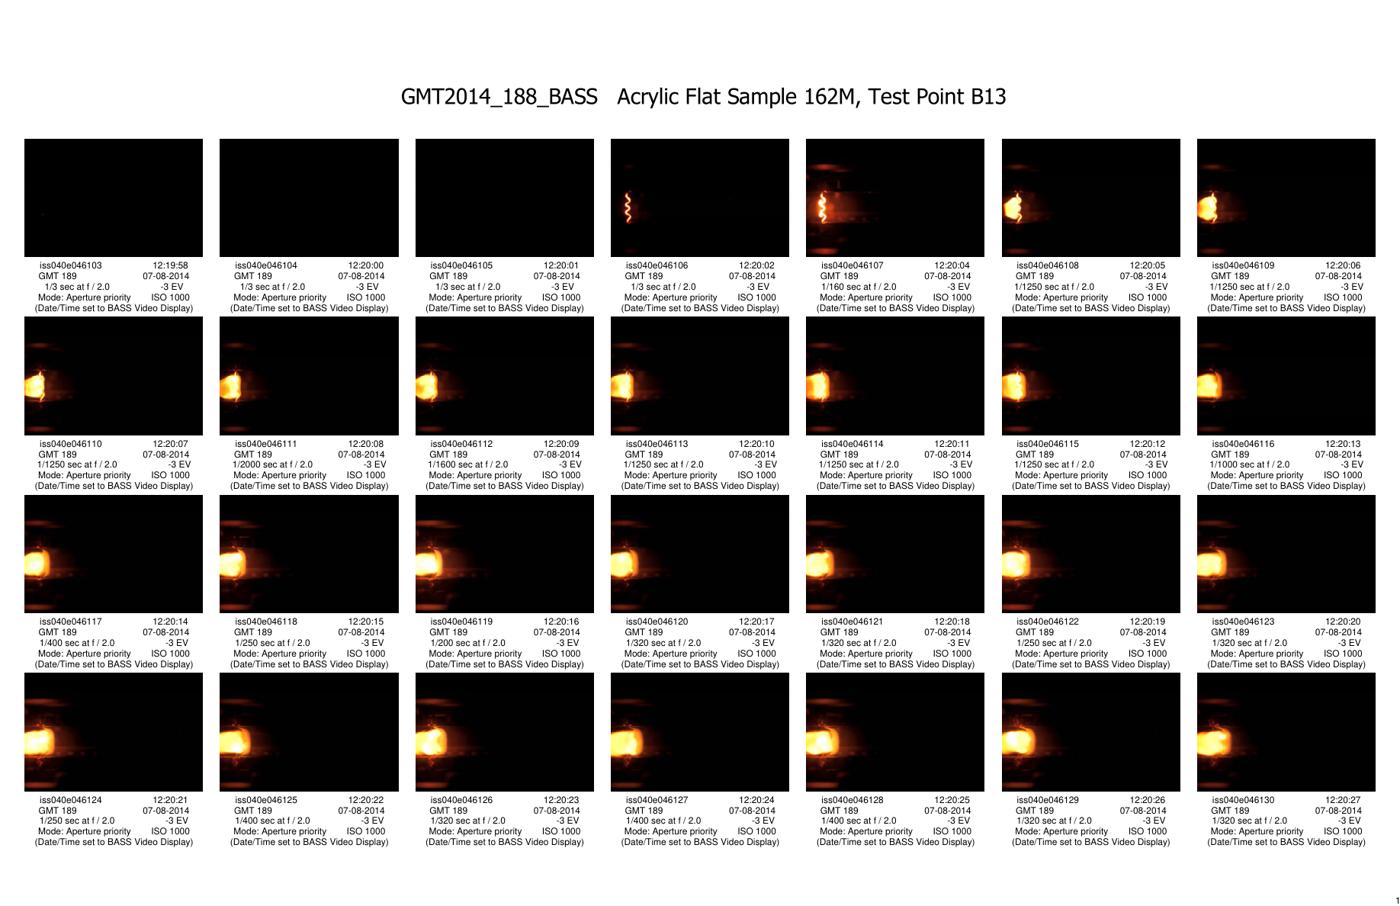 GMT2014_188_BASS   Acrylic Flat Sample 162M, Test Point B13
iss040e046103 12:19:58
GMT 189 07-08-2014
1/3 sec at f / 2.0 -3 EV
Mode: Aperture priority ISO 1000
(Date/Time set to BASS Video Display)
iss040e046104 12:20:00
GMT 189 07-08-2014
1/3 sec at f / 2.0 -3 EV
Mode: Aperture priority ISO 1000
(Date/Time set to BASS Video Display)
iss040e046105 12:20:01
GMT 189 07-08-2014
1/3 sec at f / 2.0 -3 EV
Mode: Aperture priority ISO 1000
(Date/Time set to BASS Video Display)
iss040e046106 12:20:02
GMT 189 07-08-2014
1/3 sec at f / 2.0 -3 EV
Mode: Aperture priority ISO 1000
(Date/Time set to BASS Video Display)
iss040e046107 12:20:04
GMT 189 07-08-2014
1/160 sec at f / 2.0 -3 EV
Mode: Aperture priority ISO 1000
(Date/Time set to BASS Video Display)
iss040e046108 12:20:05
GMT 189 07-08-2014
1/1250 sec at f / 2.0 -3 EV
Mode: Aperture priority ISO 1000
(Date/Time set to BASS Video Display)
iss040e046109 12:20:06
GMT 189 07-08-2014
1/1250 sec at f / 2.0 -3 EV
Mode: Aperture priority ISO 1000
(Date/Time set to BASS Video Display)
iss040e046110 12:20:07
GMT 189 07-08-2014
1/1250 sec at f / 2.0 -3 EV
Mode: Aperture priority ISO 1000
(Date/Time set to BASS Video Display)
iss040e046111 12:20:08
GMT 189 07-08-2014
1/2000 sec at f / 2.0 -3 EV
Mode: Aperture priority ISO 1000
(Date/Time set to BASS Video Display)
iss040e046112 12:20:09
GMT 189 07-08-2014
1/1600 sec at f / 2.0 -3 EV
Mode: Aperture priority ISO 1000
(Date/Time set to BASS Video Display)
iss040e046113 12:20:10
GMT 189 07-08-2014
1/1250 sec at f / 2.0 -3 EV
Mode: Aperture priority ISO 1000
(Date/Time set to BASS Video Display)
iss040e046114 12:20:11
GMT 189 07-08-2014
1/1250 sec at f / 2.0 -3 EV
Mode: Aperture priority ISO 1000
(Date/Time set to BASS Video Display)
iss040e046115 12:20:12
GMT 189 07-08-2014
1/1250 sec at f / 2.0 -3 EV
Mode: Aperture priority ISO 1000
(Date/Time set to BASS Video Display)
iss040e046116 12:20:13
GMT 189 07-08-2014
1/1000 sec at f / 2.0 -3 EV
Mode: Aperture priority ISO 1000
(Date/Time set to BASS Video Display)
iss040e046117 12:20:14
GMT 189 07-08-2014
1/400 sec at f / 2.0 -3 EV
Mode: Aperture priority ISO 1000
(Date/Time set to BASS Video Display)
iss040e046118 12:20:15
GMT 189 07-08-2014
1/250 sec at f / 2.0 -3 EV
Mode: Aperture priority ISO 1000
(Date/Time set to BASS Video Display)
iss040e046119 12:20:16
GMT 189 07-08-2014
1/200 sec at f / 2.0 -3 EV
Mode: Aperture priority ISO 1000
(Date/Time set to BASS Video Display)
iss040e046120 12:20:17
GMT 189 07-08-2014
1/320 sec at f / 2.0 -3 EV
Mode: Aperture priority ISO 1000
(Date/Time set to BASS Video Display)
iss040e046121 12:20:18
GMT 189 07-08-2014
1/320 sec at f / 2.0 -3 EV
Mode: Aperture priority ISO 1000
(Date/Time set to BASS Video Display)
iss040e046122 12:20:19
GMT 189 07-08-2014
1/250 sec at f / 2.0 -3 EV
Mode: Aperture priority ISO 1000
(Date/Time set to BASS Video Display)
iss040e046123 12:20:20
GMT 189 07-08-2014
1/320 sec at f / 2.0 -3 EV
Mode: Aperture priority ISO 1000
(Date/Time set to BASS Video Display)
iss040e046124 12:20:21
GMT 189 07-08-2014
1/250 sec at f / 2.0 -3 EV
Mode: Aperture priority ISO 1000
(Date/Time set to BASS Video Display)
iss040e046125 12:20:22
GMT 189 07-08-2014
1/400 sec at f / 2.0 -3 EV
Mode: Aperture priority ISO 1000
(Date/Time set to BASS Video Display)
iss040e046126 12:20:23
GMT 189 07-08-2014
1/320 sec at f / 2.0 -3 EV
Mode: Aperture priority ISO 1000
(Date/Time set to BASS Video Display)
iss040e046127 12:20:24
GMT 189 07-08-2014
1/400 sec at f / 2.0 -3 EV
Mode: Aperture priority ISO 1000
(Date/Time set to BASS Video Display)
iss040e046128 12:20:25
GMT 189 07-08-2014
1/400 sec at f / 2.0 -3 EV
Mode: Aperture priority ISO 1000
(Date/Time set to BASS Video Display)
iss040e046129 12:20:26
GMT 189 07-08-2014
1/320 sec at f / 2.0 -3 EV
Mode: Aperture priority ISO 1000
(Date/Time set to BASS Video Display)
iss040e046130 12:20:27
GMT 189 07-08-2014
1/320 sec at f / 2.0 -3 EV
Mode: Aperture priority ISO 1000
(Date/Time set to BASS Video Display)